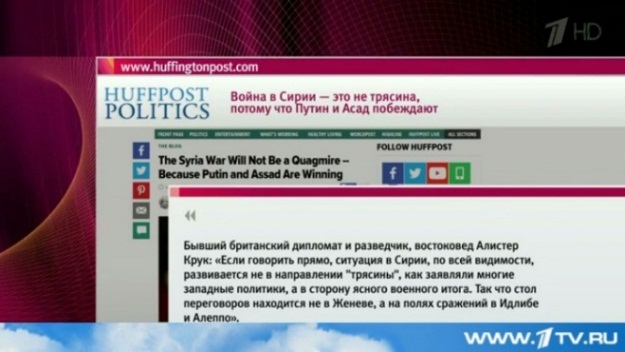 1 HD
www.huffingtonpost.com
HUFFPOST
POLITICS
Война в Сирии — это не трясина,
потому что Путин и Асад побеждают
FRONT PAGE POLITICS ENTERTAINMENT WHAT'S WORKING HEALTHY LIVING WORLDPOST HUFFPOST LIVE ALL SECTIONS
THE BLOG
The Syria War Will Not Be a Quagmire –
Because Putin and Assad Are Winning
FOLLOW HUFFPOST
«
Бывший британский дипломат и разведчик, востоковед Алистер
Крук: «Если говорить прямо, ситуация в Сирии, по всей видимости,
развивается не в направлении "трясины", как заявляли многие
западные политики, а в сторону ясного военного итога. Так что стол
переговоров находится не в Женеве, а на полях сражений в Идлибе
и Алеппо».
WWW.1TV.RU